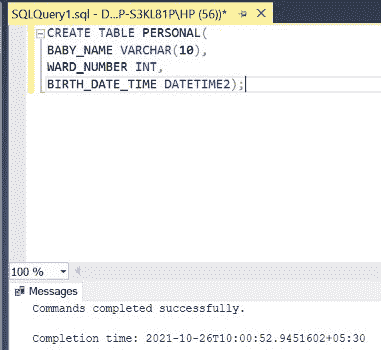 SQLQuery1.sql - D...P-S3KL81P\HP (56))*
CREATE TABLE PERSONAL(
BABY_NAME VARCHAR(10),
WARD_NUMBER INT,
BIRTH_DATE_TIME DATETIME2);
100 %
Messages
Commands completed successfully.
Completion time: 2021-10-26T10:00:52.9451602+05:30